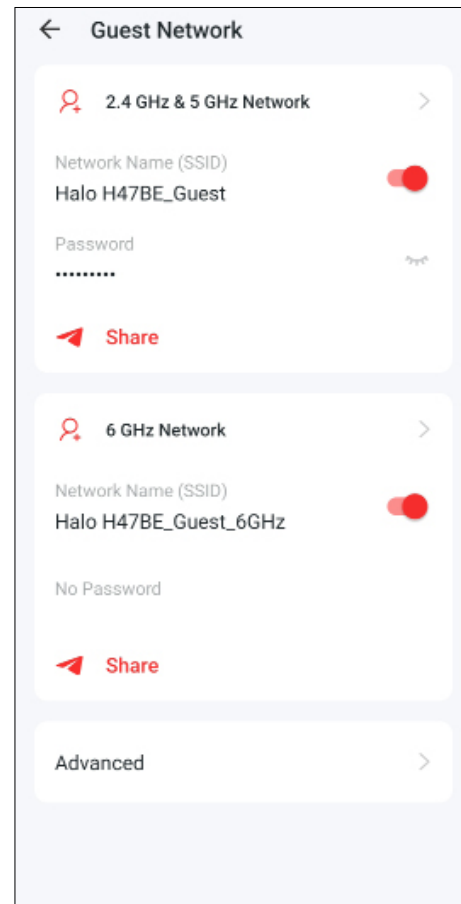 Guest Network
2.4 GHz & 5 GHz Network
Network Name (SSID)
Halo H47BE_Guest
Password
•••••••••
Share
6 GHz Network
Network Name (SSID)
Halo H47BE_Guest_6GHz
No Password
Share
Advanced